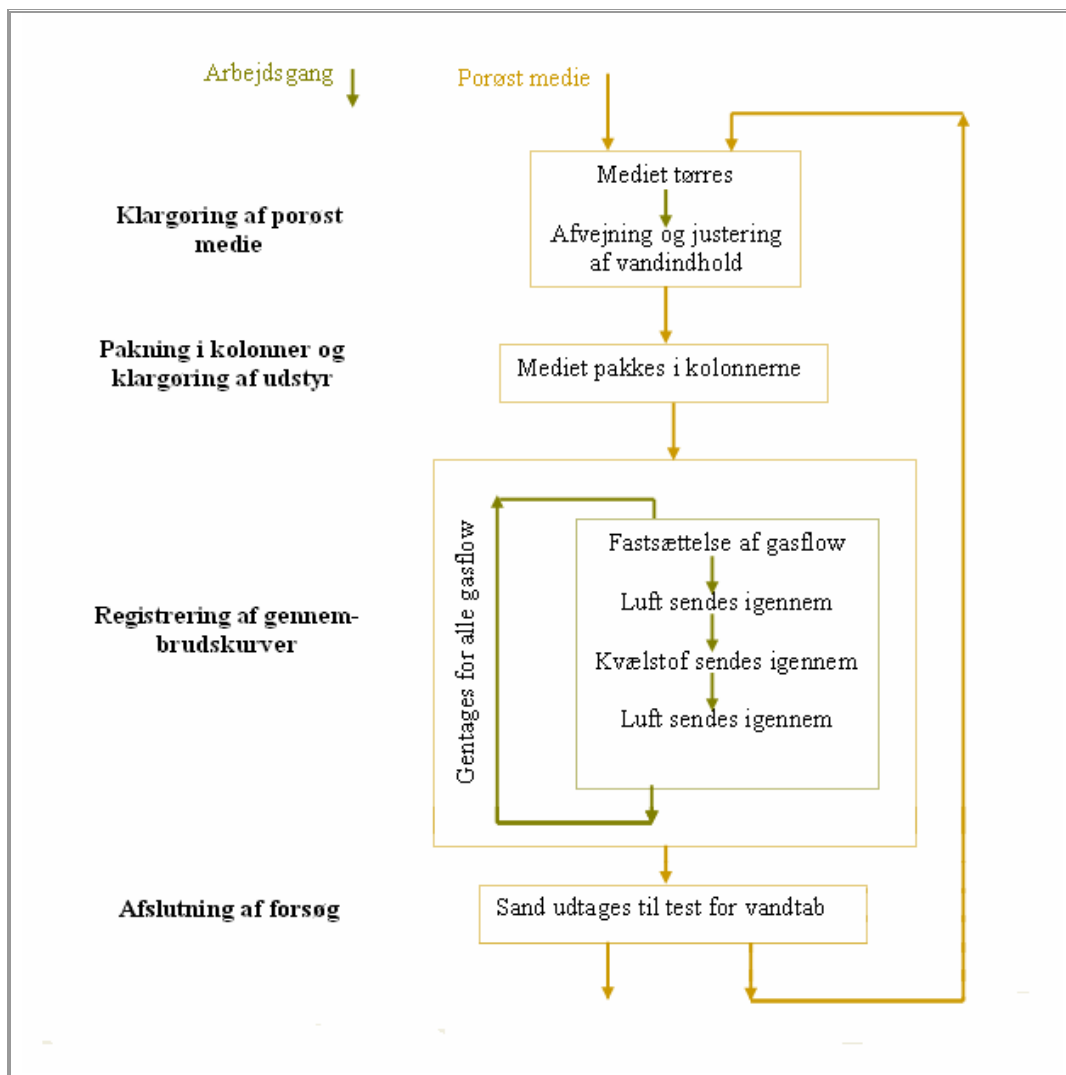 Arbejdsgang
Porøst medie
Klargøring af porøst
medie
Mediet tørres
Afvejning og justering
af vandindhold
Pakning i kolonner og
klargøring af udstyr
Mediet pakkes i kolonnerne
Registrering af gennem-
brudskurver
Gentages for alle gasflow
Fastsættelse af gasflow
Luft sendes igennem
Kvælstof sendes igennem
Luft sendes igennem
Afslutning af forsøg
Sand udtages til test for vandtab